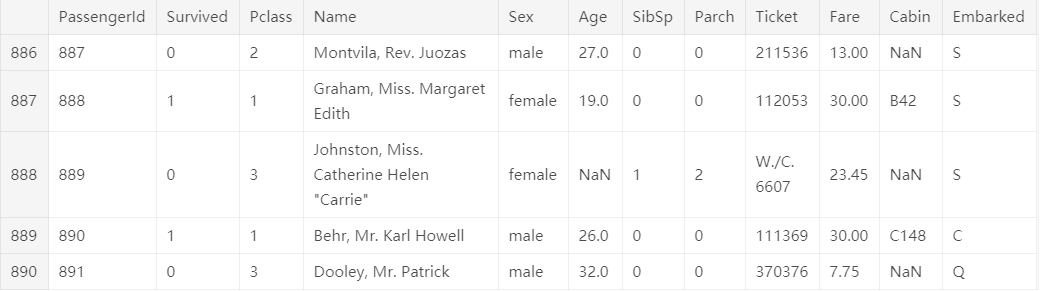 PassengerId Survived Pclass Name Sex Age SibSp Parch Ticket Fare Cabin Embarked
886 887 0 2 Montvila, Rev. Juozas male 27.0 0 0 211536 13.00 NaN S
887 888 1 1 Graham, Miss. Margaret Edith female 19.0 0 0 112053 30.00 B42 S
888 889 0 3 Johnston, Miss. Catherine Helen "Carrie" female NaN 1 2 W./C. 6607 23.45 NaN S
889 890 1 1 Behr, Mr. Karl Howell male 26.0 0 0 111369 30.00 C148 C
890 891 0 3 Dooley, Mr. Patrick male 32.0 0 0 370376 7.75 NaN Q